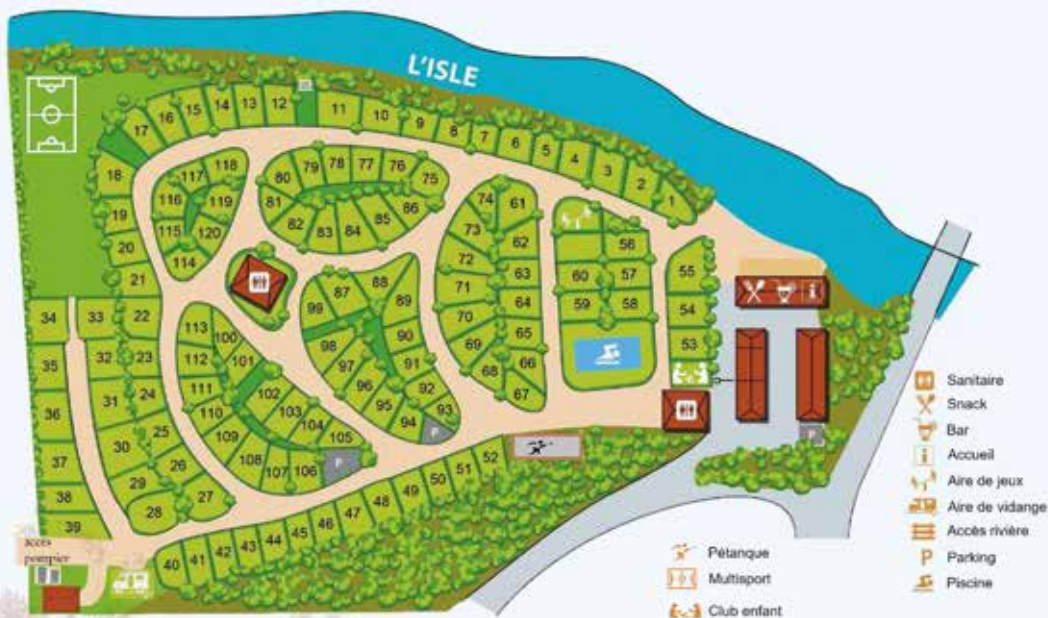 L'ISLE
17 16 15 14 13 12 11 10 9 8 7 6 5 4 3 2 1
18 117 118 80 79 78 77 76 75 74 61
116 119 81 82 83 84 85 86 73 62 56 55
19 115 120 72 63 60 57
20 114 88 71 64 59 58 54
21 99 87 89 70 65
34 33 22 113 100 98 90 69 66 53
35 32 23 112 101 97 91 68 67
36 31 24 111 102 96 92
110 103 95 93
30 25 109 104 94 P
37 26 108 105 P
29 107 106 52
38 28 27 51
39 50
49
48
47
46
45
44
43
42
41
40
accès
pompier
i
P
Sanitaire
Snack
Bar
i Accueil
Aire de jeux
Aire de vidange
Accès rivière
P Parking
Piscine
Pétanque
Multisport
Club enfant